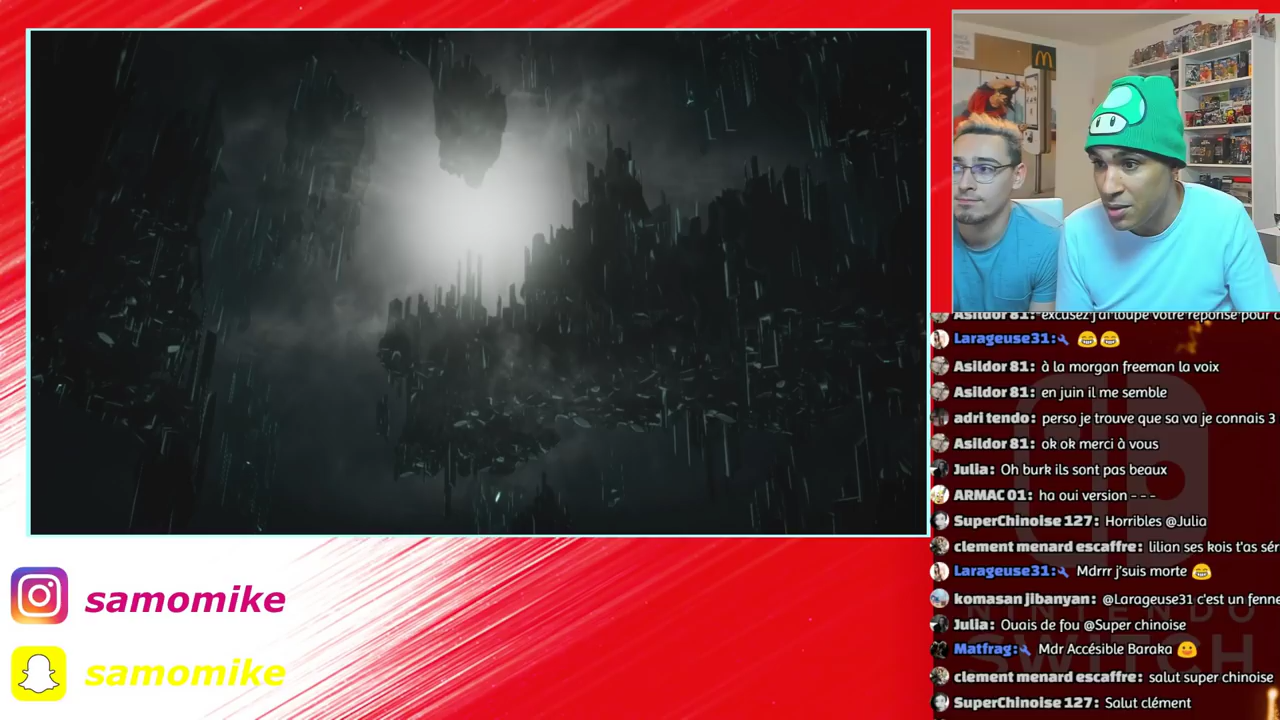 samomike
samomike
Asildor 81: excusez j'ai loupé votre réponse pour
Larageuse31: 😂😂
Asildor 81: à la morgan freeman la voix
Asildor 81: en juin il me semble
adri tendo: perso je trouve que sa va je connais 3
Asildor 81: ok ok merci à vous
Julia: Oh burk ils sont pas beaux
ARMAC 01: ha oui version - - -
SuperChinoise 127: Horribles @Julia
clement menard escaffre: lilian ses kois t'as sér
Larageuse31: Mdrrr j'suis morte 😂
komasan jibanyan: @Larageuse31 c'est un fenne
Julia: Ouais de fou @Super chinoise
Matfrag: Mdr Accésible Baraka 🙂
clement menard escaffre: salut super chinoise
SuperChinoise 127: Salut clément
NINTENDO
SWITCH